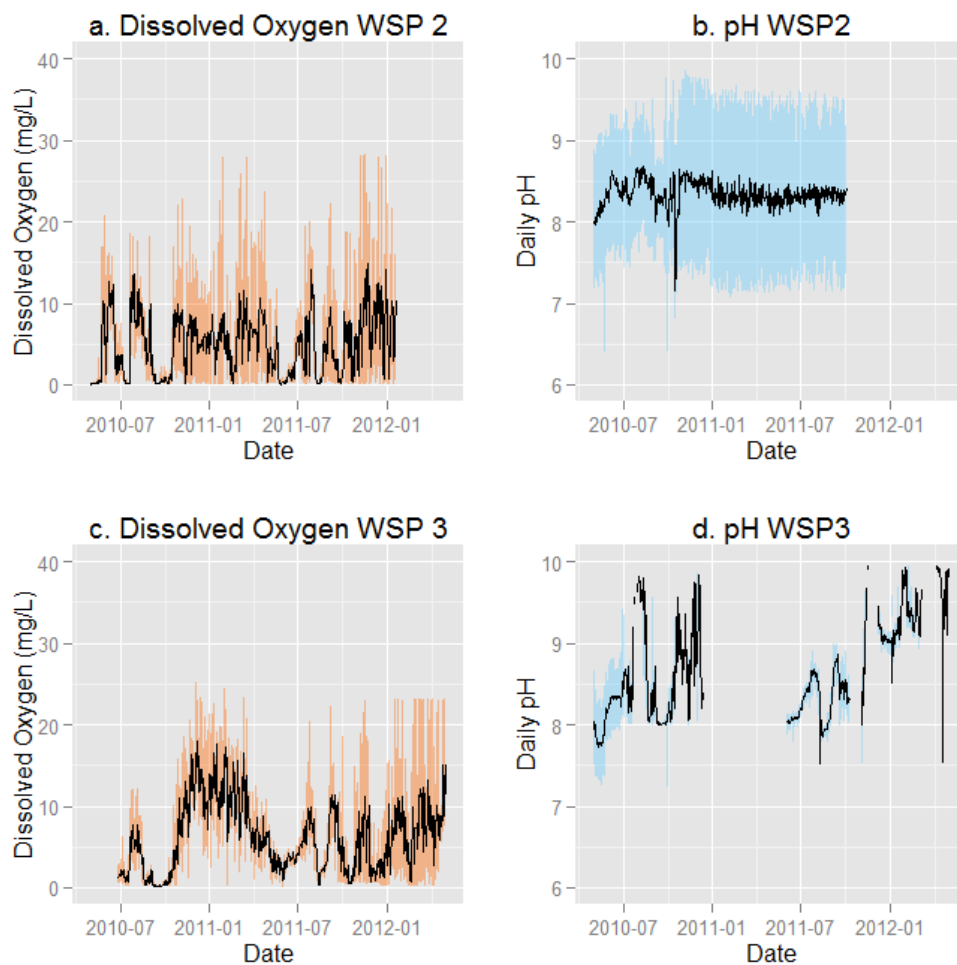 a. Dissolved Oxygen WSP 2
Dissolved Oxygen (mg/L)
40
30
20
10
0
2010-07 2011-01 2011-07 2012-01
Date
b. pH WSP2
Daily pH
10
9
8
7
6
2010-07 2011-01 2011-07 2012-01
Date
c. Dissolved Oxygen WSP 3
Dissolved Oxygen (mg/L)
40
30
20
10
0
2010-07 2011-01 2011-07 2012-01
Date
d. pH WSP3
Daily pH
10
9
8
7
6
2010-07 2011-01 2011-07 2012-01
Date